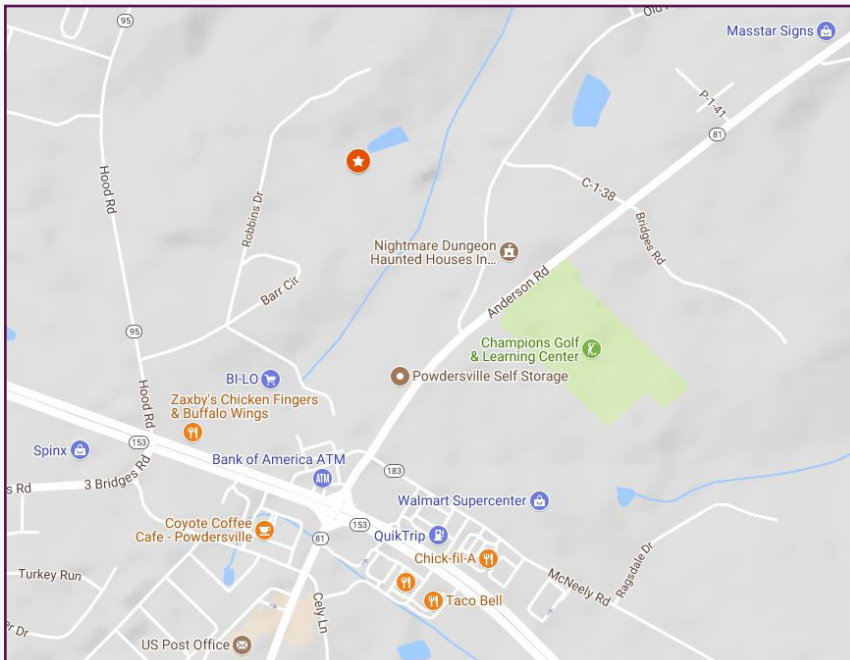 95
Old
Masstar Signs
P-1-41
81
Hood Rd
Robbins Dr
C-1-38
Bridges Rd
Nightmare Dungeon
Haunted Houses In...
Barr Cir
Anderson Rd
95
Champions Golf
& Learning Center
BI-LO
Powdersville Self Storage
Hood Rd
Zaxby's Chicken Fingers
& Buffalo Wings
153
Spinx
Bank of America ATM
ATM
183
s Rd
3 Bridges Rd
Walmart Supercenter
Coyote Coffee
Cafe - Powdersville
153
81
QuikTrip
Chick-fil-A
Ragsdale Dr
McNeely Rd
Turkey Run
Cely Ln
Taco Bell
er Dr
US Post Office